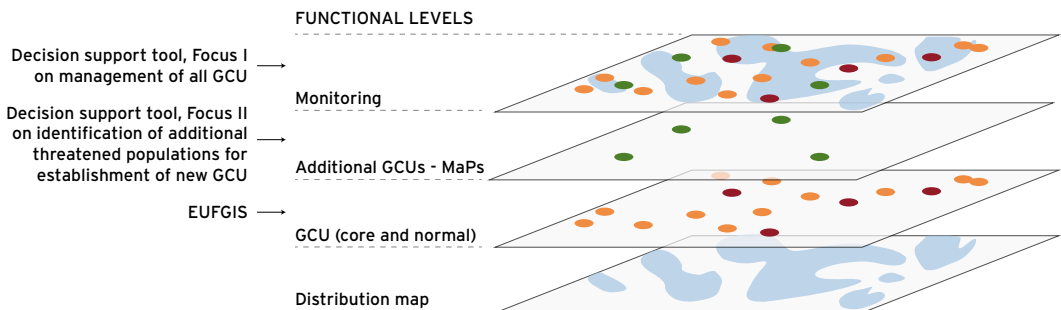 FUNCTIONAL LEVELS
Decision support tool, Focus I
on management of all GCU
Monitoring
Decision support tool, Focus II
on identification of additional
threatened populations for
establishment of new GCU
Additional GCUs - MaPs
EUFGIS
GCU (core and normal)
Distribution map